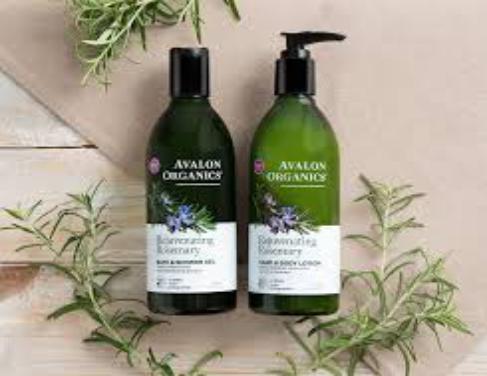 AVALON
ORGANICS
Rejuvenating
Rosemary
BATH & SHOWER GEL
AVALON
ORGANICS
Rejuvenating
Rosemary
HAND & BODY LOTION